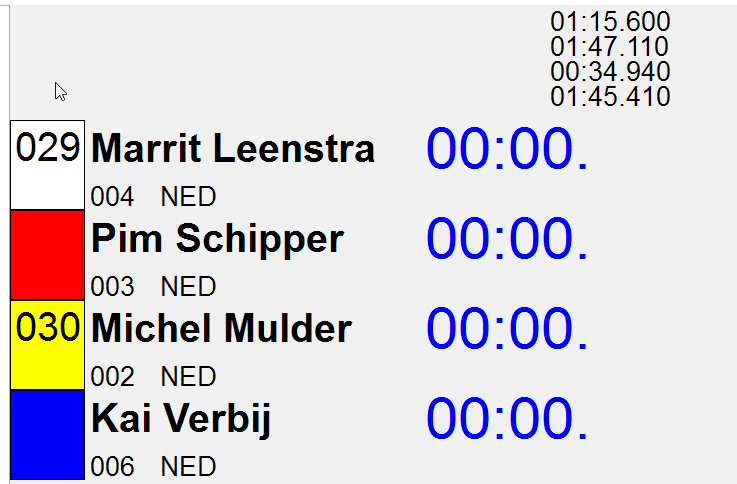 01:15.600
01:47.110
00:34.940
01:45.410
029 Marrit Leenstra 00:00.
004 NED
Pim Schipper 00:00.
003 NED
030 Michel Mulder 00:00.
002 NED
Kai Verbij 00:00.
006 NED